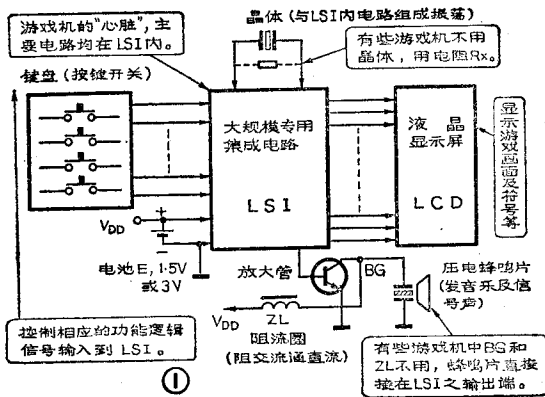 晶体(与LSI内电路组成振荡)
游戏机的“心脏”,主
要电路均在LSI内。
有些游戏机不用
晶体,用电阻Rx。
键盘(按键开关)
大规模专用
集成电路
LSI
液晶
显示屏
LCD
显示游戏画面及符号等
VDD
+
−
电池E,1.5V
或3V
放大管
BG
压电蜂鸣片
(发音乐及信
号声)
VDD
ZL
阻流圈
(阻交流通直流)
控制相应的功能逻辑
信号输入到LSI。
有些游戏机中BG和
ZL不用,蜂鸣片直接
接在LSI之输出端。
①